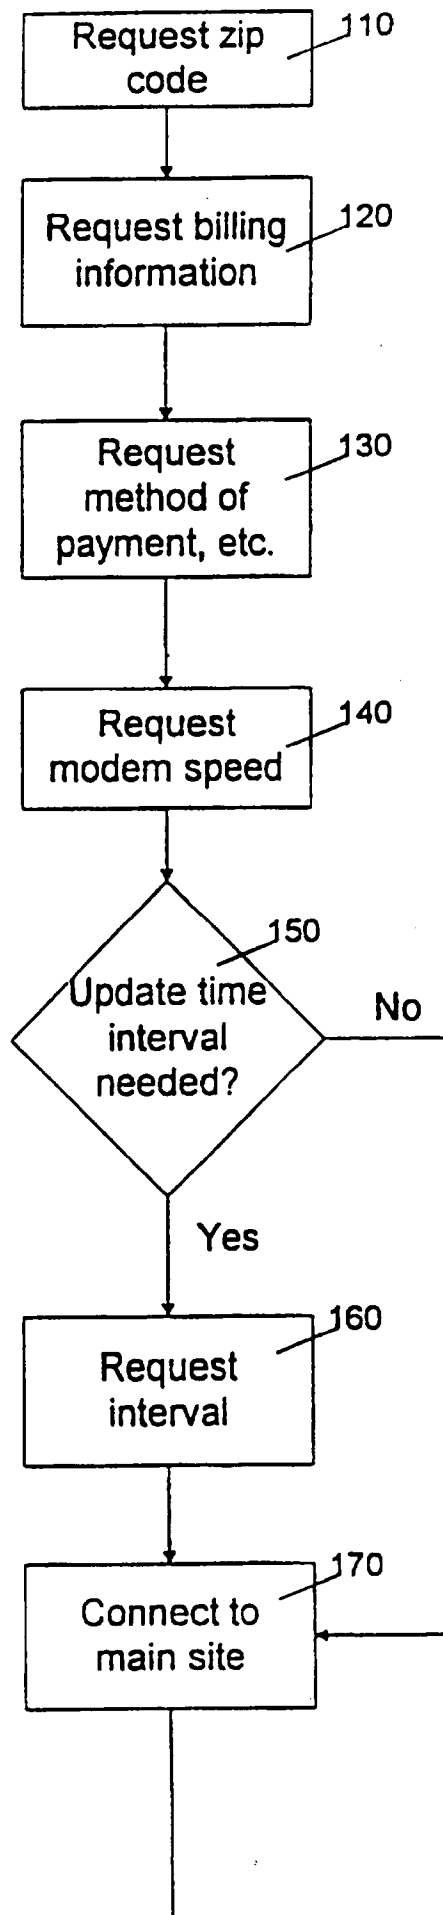 110
Request zip
code
120
Request billing
information
130
Request
method of
payment, etc.
140
Request
modem speed
150
Update time
interval
needed?
No
Yes
160
Request
interval
170
Connect to
main site